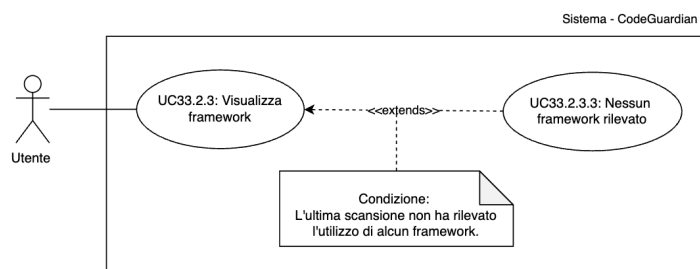 Sistema - CodeGuardian
UC33.2.3: Visualizza
framework
<<extends>>
UC33.2.3.3: Nessun
framework rilevato
Utente
Condizione:
L'ultima scansione non ha rilevato
l'utilizzo di alcun framework.